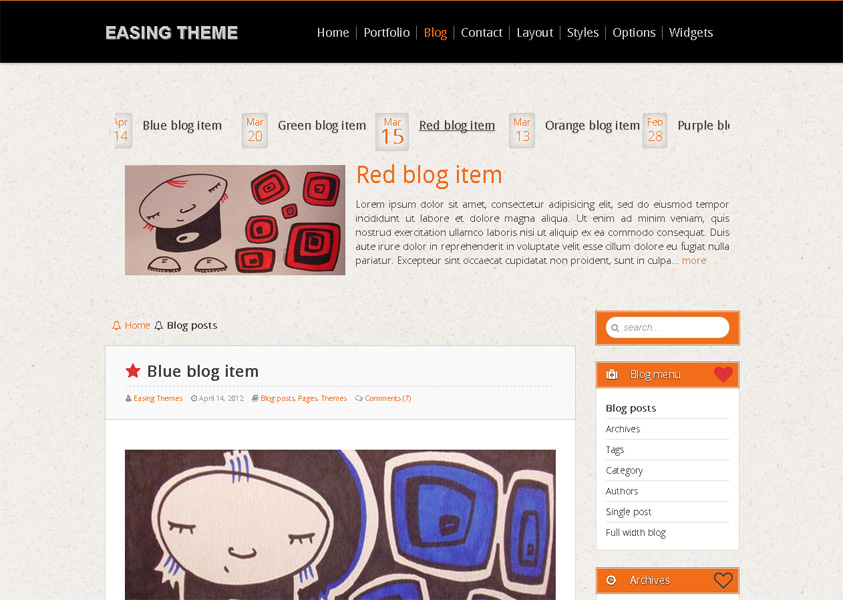 EASING THEME
Home Portfolio Blog Contact Layout Styles Options Widgets
Apr 14 Blue blog item
Mar 20 Green blog item
Mar 15 Red blog item
Mar 13 Orange blog item
Feb 28 Purple
Red blog item
Lorem ipsum dolor sit amet, consectetur adipisicing elit, sed do eiusmod tempor
incididunt ut labore et dolore magna aliqua. Ut enim ad minim veniam, quis
nostrud exercitation ullamco laboris nisi ut aliquip ex ea commodo consequat. Duis
aute irure dolor in reprehenderit in voluptate velit esse cillum dolore eu fugiat nulla
pariatur. Excepteur sint occaecat cupidatat non proident, sunt in culpa... more
Home Blog posts
Blue blog item
Easing Themes April 14, 2012 Blog posts, Pages, Themes Comments (7)
search...
Blog menu
Blog posts
Archives
Tags
Category
Authors
Single post
Full width blog
Archives